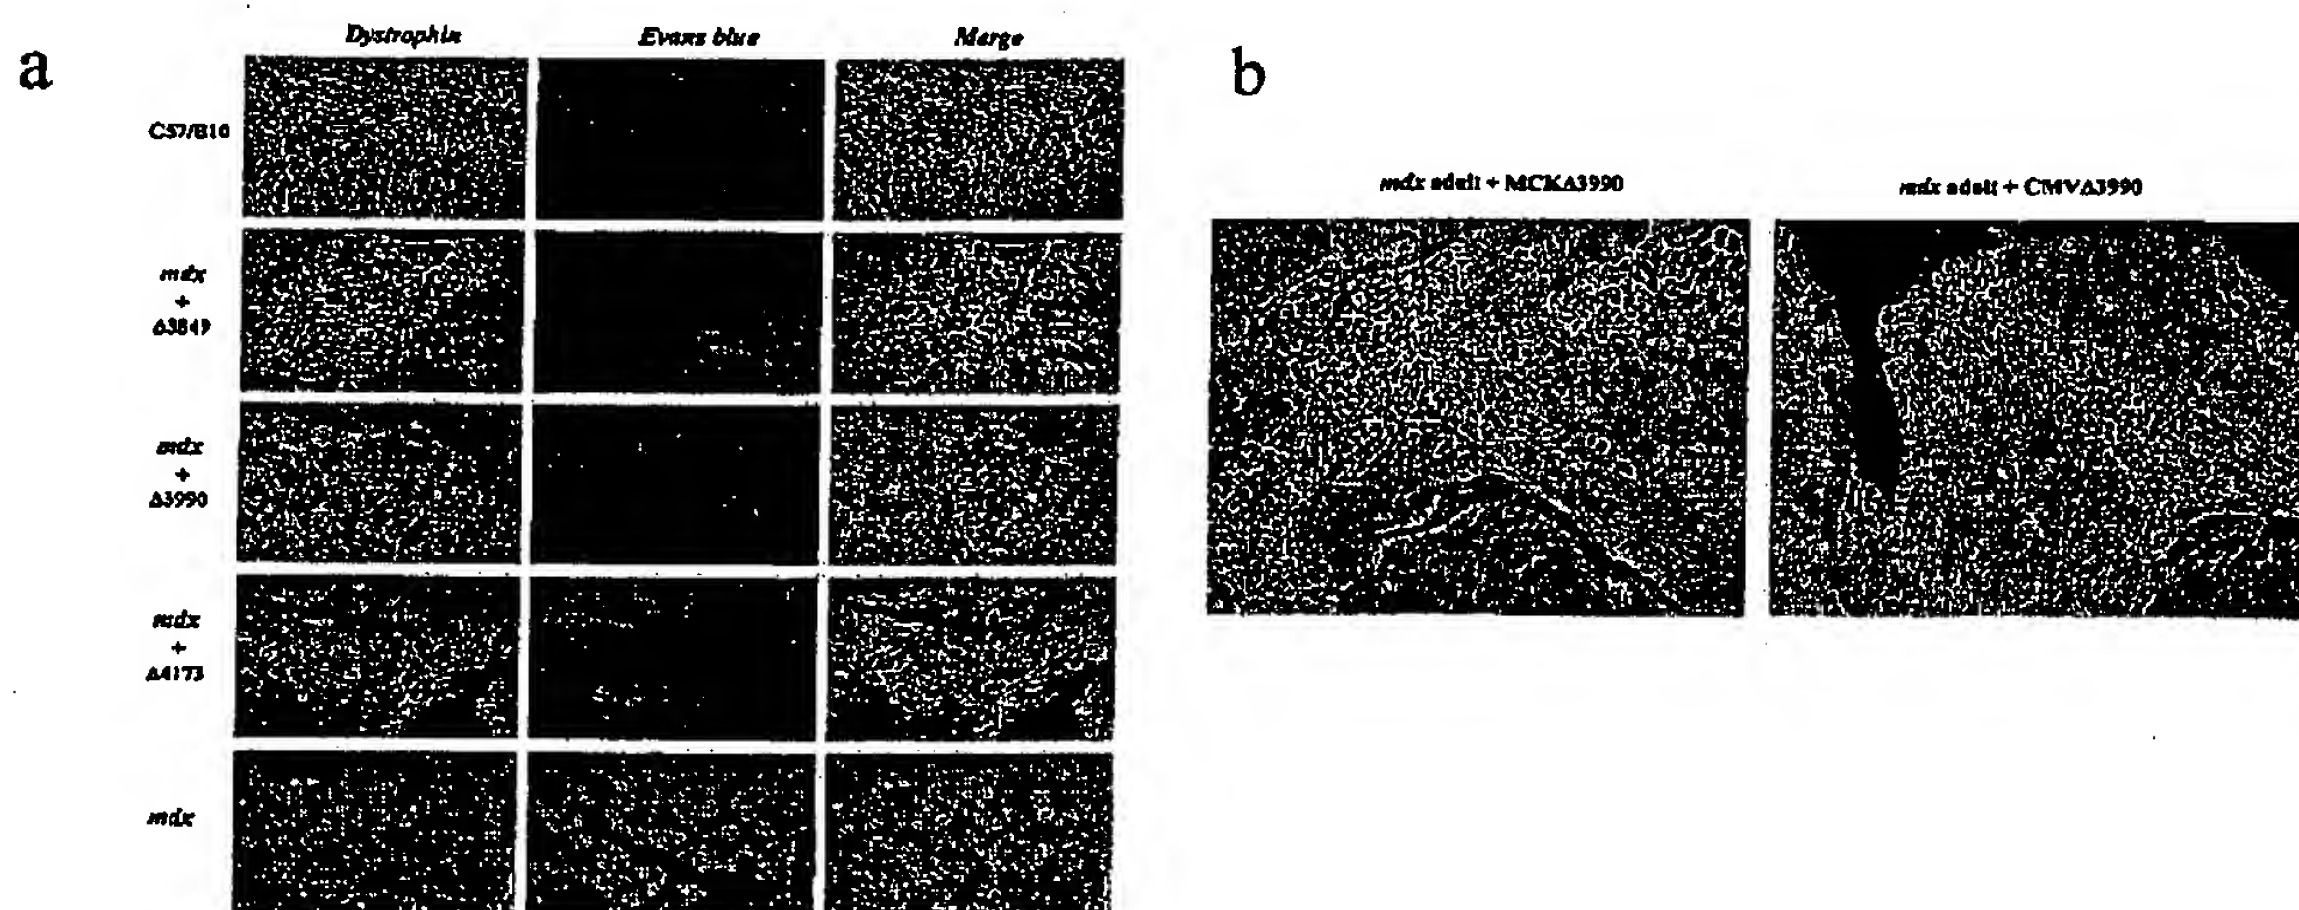 a
Dystrophin
Evans blue
Merge
C57/B10
mdx
+
Δ3849
mdx
+
Δ3990
mdx
+
Δ4173
mdx
b
mdx adult + MCKΔ3990
mdx adult + CMVΔ3990